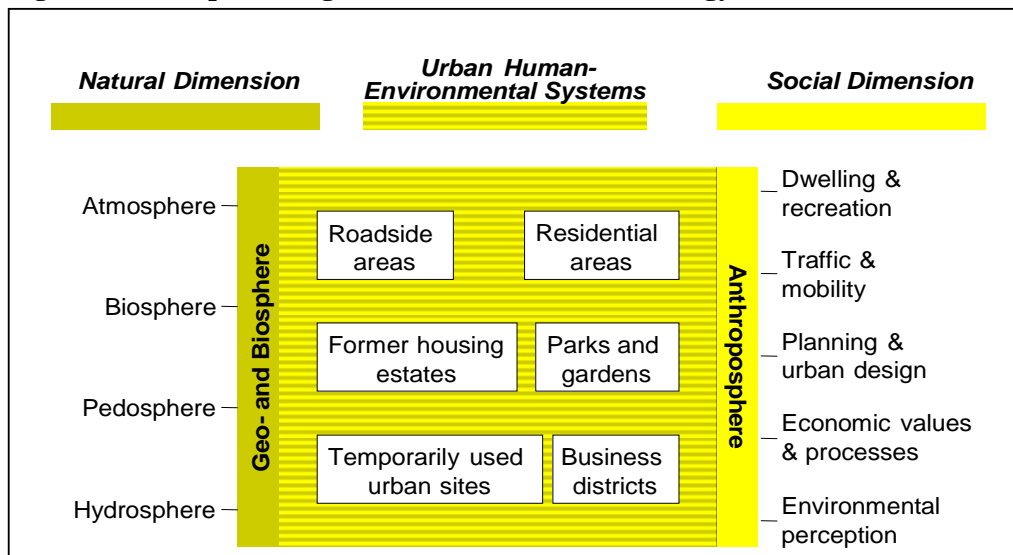 Natural Dimension
Urban Human-
Environmental Systems
Social Dimension
Atmosphere
Biosphere
Pedosphere
Hydrosphere
Geo- and Biosphere
Roadside
areas
Residential
areas
Former housing
estates
Parks and
gardens
Temporarily used
urban sites
Business
districts
Anthroposphere
Dwelling &
recreation
Traffic &
mobility
Planning &
urban design
Economic values
& processes
Environmental
perception